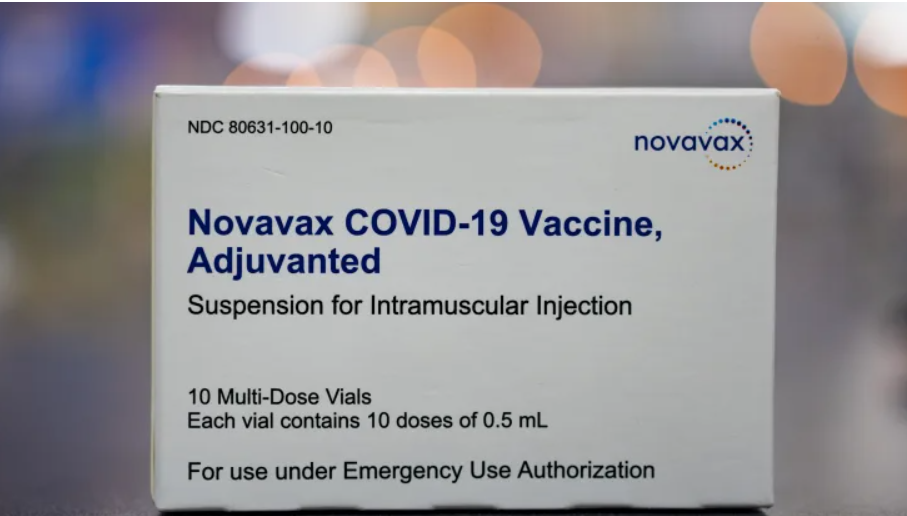 NDC 80631-100-10
novavax
Novavax COVID-19 Vaccine,
Adjuvanted
Suspension for Intramuscular Injection
10 Multi-Dose Vials
Each vial contains 10 doses of 0.5 mL
For use under Emergency Use Authorization